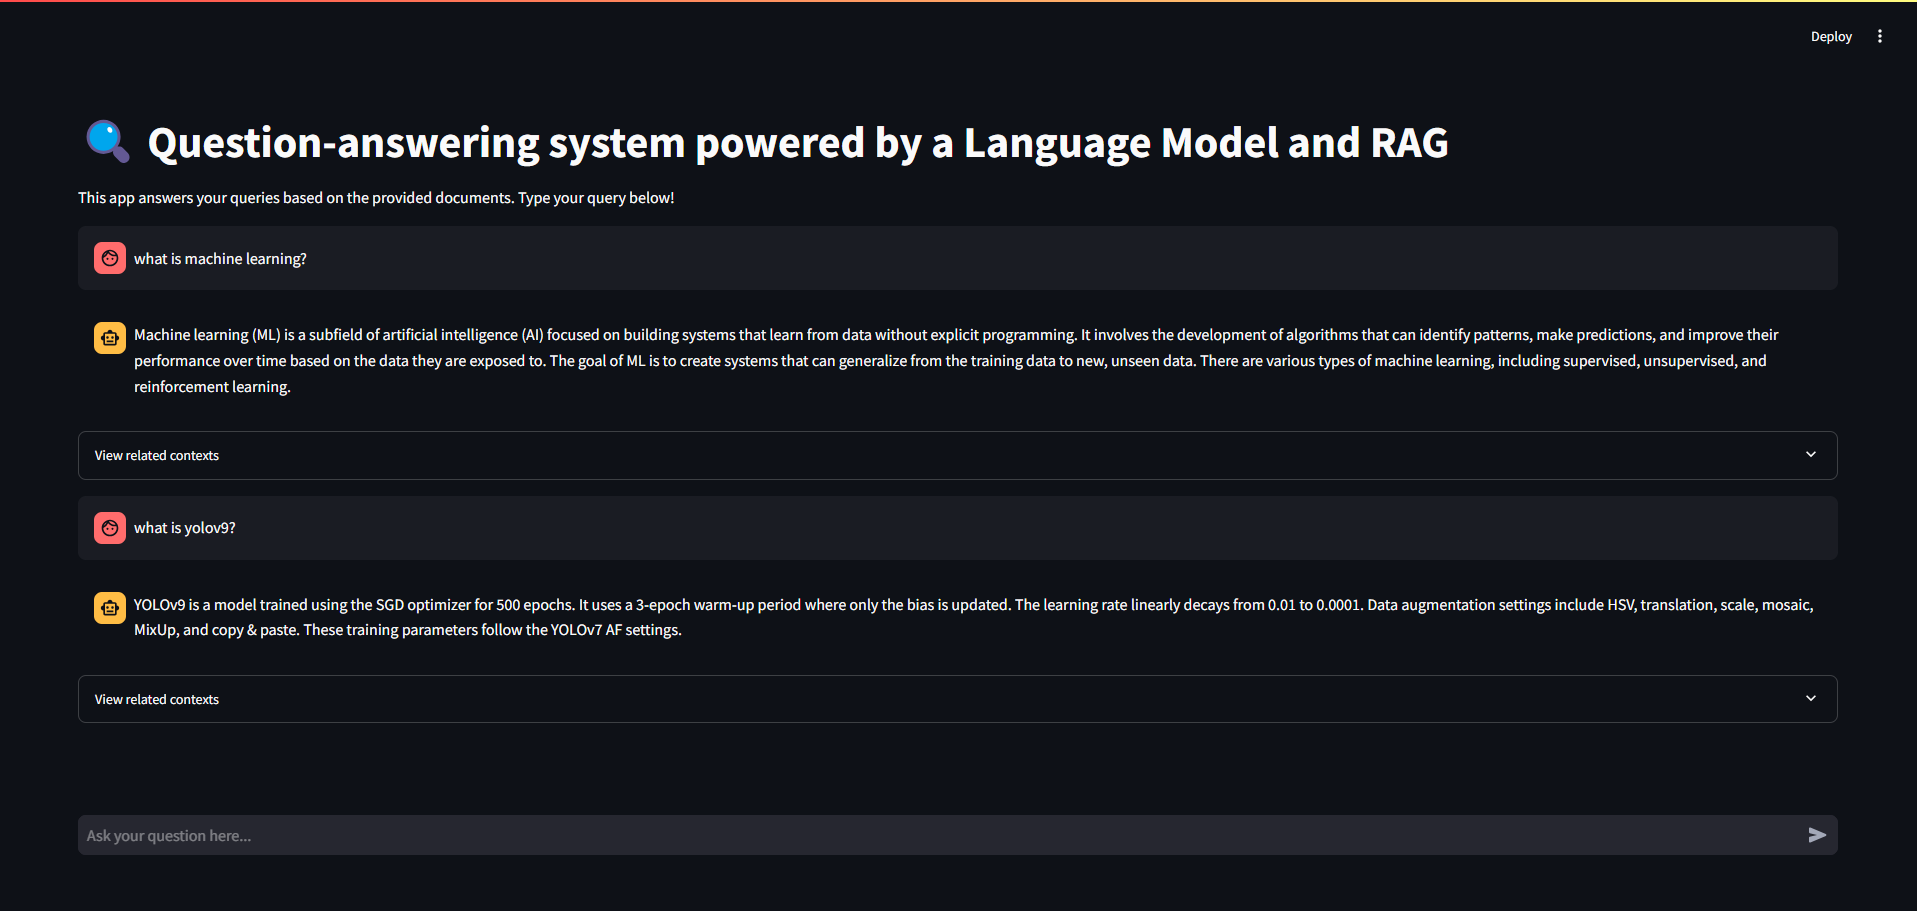 Deploy
Question-answering system powered by a Language Model and RAG
This app answers your queries based on the provided documents. Type your query below!
what is machine learning?
Machine learning (ML) is a subfield of artificial intelligence (AI) focused on building systems that learn from data without explicit programming. It involves the development of algorithms that can identify patterns, make predictions, and improve their
performance over time based on the data they are exposed to. The goal of ML is to create systems that can generalize from the training data to new, unseen data. There are various types of machine learning, including supervised, unsupervised, and
reinforcement learning.
View related contexts
what is yolov9?
YOLOv9 is a model trained using the SGD optimizer for 500 epochs. It uses a 3-epoch warm-up period where only the bias is updated. The learning rate linearly decays from 0.01 to 0.0001. Data augmentation settings include HSV, translation, scale, mosaic,
MixUp, and copy & paste. These training parameters follow the YOLOv7 AF settings.
View related contexts
Ask your question here...